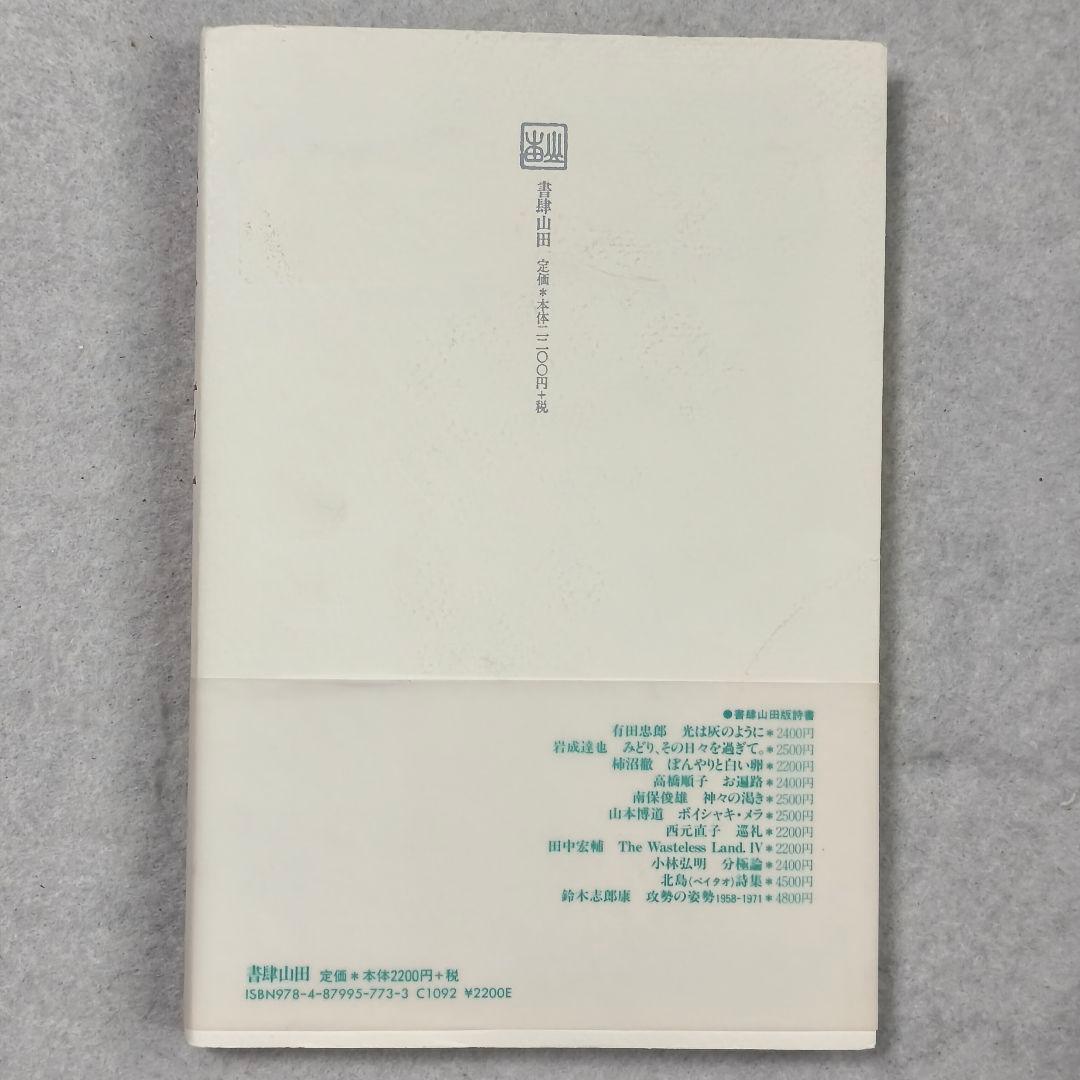 書肆山田 定価*本体二二〇〇円+税
●書肆山田版詩書
有田忠郎 光は灰のように*2400円
岩成達也 みどり、その日々を過ぎて。*2500円
柿沼徹 ぼんやりと白い卵*2200円
高橋順子 お遍路*2400円
南保俊雄 神々の渇き*2500円
山本博道 ボイシャキ・メラ*2500円
西元直子 巡礼*2200円
田中宏輔 The Wasteless Land. IV*2200円
小林弘明 分極論*2400円
北島(ペイタオ)詩集*4500円
鈴木志郎康 攻勢の姿勢1958-1971*4800円
書肆山田 定価*本体2200円+税
ISBN978-4-87995-773-3 C1092 ¥2200E